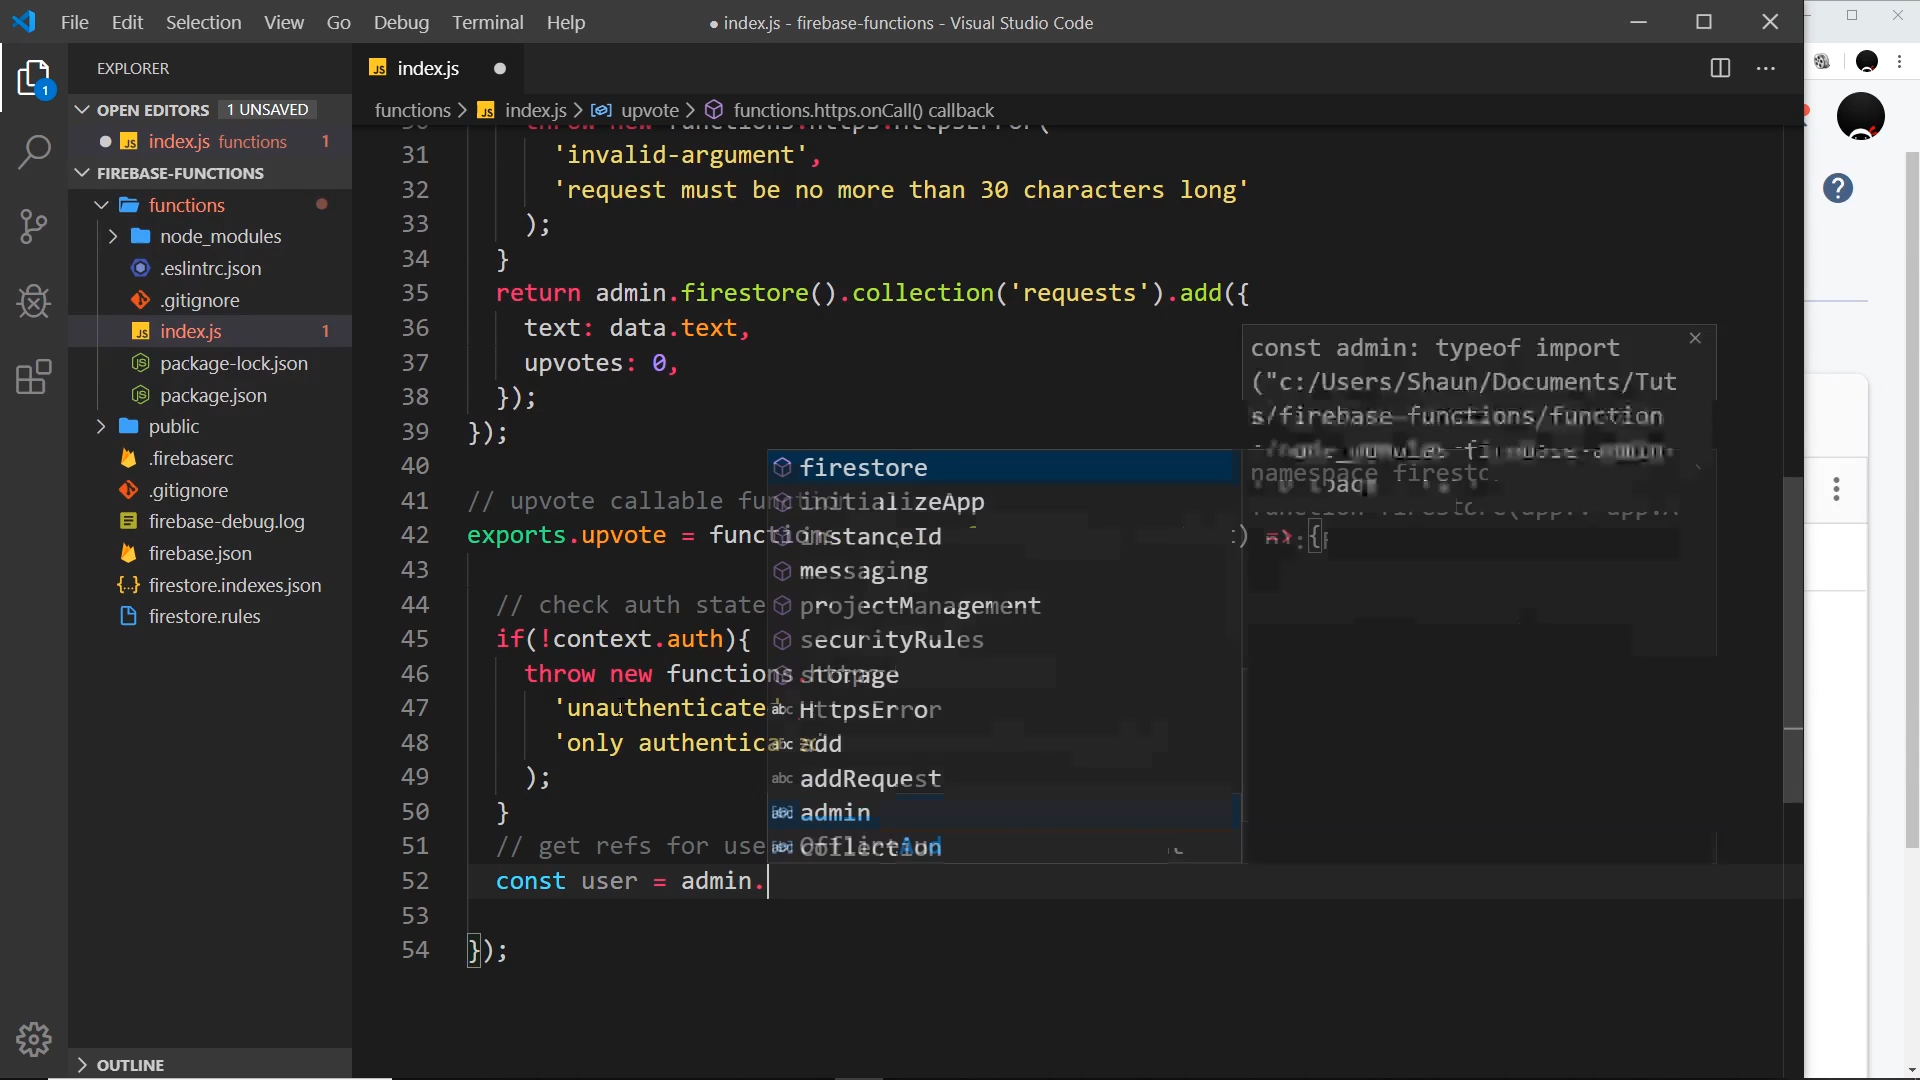 File Edit Selection View Go Debug Terminal Help
● index.js - firebase-functions - Visual Studio Code
EXPLORER
OPEN EDITORS 1 UNSAVED
index.js functions 1
FIREBASE-FUNCTIONS
functions
node_modules
.eslintrc.json
.gitignore
index.js 1
package-lock.json
package.json
public
.firebaserc
.gitignore
firebase-debug.log
firebase.json
firestore.indexes.json
firestore.rules
OUTLINE
1
index.js
functions > index.js > upvote > functions.https.onCall() callback
31 'invalid-argument',
32 'request must be no more than 30 characters long'
33 );
34 }
35 return admin.firestore().collection('requests').add({
36 text: data.text,
37 upvotes: 0,
38 });
39 });
40
41 // upvote callable
42 exports.upvote =
43
44 // check auth state
45 if(!context.auth){
46 throw new functions
47 'unauthenticate
48 'only authentica
49 );
50 }
51 // get refs for use
52 const user = admin.
53
54 });
firestore
initializeApp
instanceId
messaging
projectManagement
securityRules
storage
HttpsError
add
addRequest
admin
const admin: typeof import
("c:/Users/Shaun/Documents/Tut
s/firebase-functions/function
namespace
) => {
?